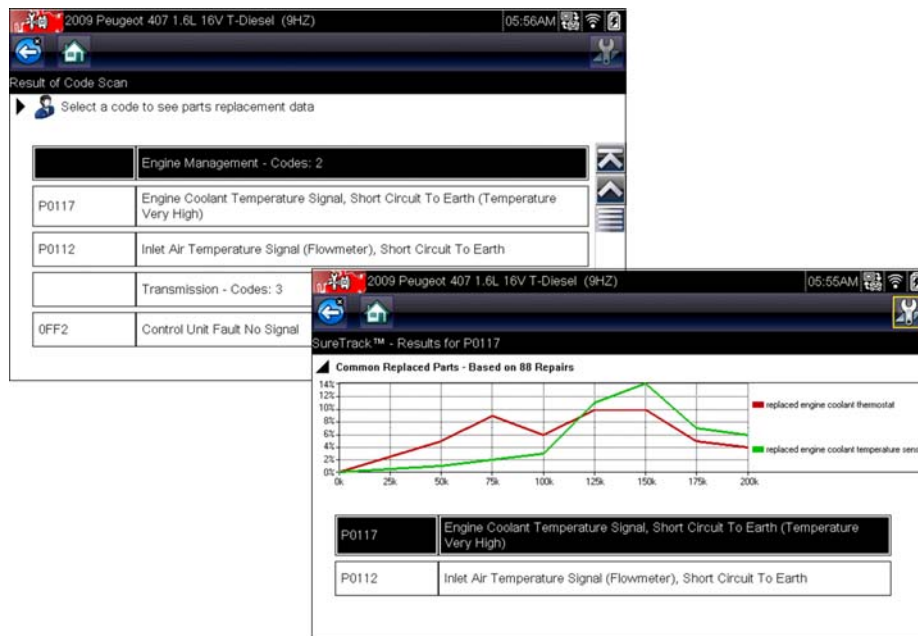 2009 Peugeot 407 1.6L 16V T-Diesel (9HZ)
05:56AM
Result of Code Scan
Select a code to see parts replacement data
Engine Management - Codes: 2
P0117
Engine Coolant Temperature Signal, Short Circuit To Earth (Temperature
Very High)
P0112
Inlet Air Temperature Signal (Flowmeter), Short Circuit To Earth
Transmission - Codes: 3
0FF2
Control Unit Fault No Signal
2009 Peugeot 407 1.6L 16V T-Diesel (9HZ)
05:55AM
SureTrack™ - Results for P0117
Common Replaced Parts - Based on 88 Repairs
14%
12%
10%
8%
6%
4%
2%
0%
0k 25k 50k 75k 100k 125k 150k 175k 200k
replaced engine coolant thermostat
replaced engine coolant temperature sens
P0117
Engine Coolant Temperature Signal, Short Circuit To Earth (Temperature
Very High)
P0112
Inlet Air Temperature Signal (Flowmeter), Short Circuit To Earth